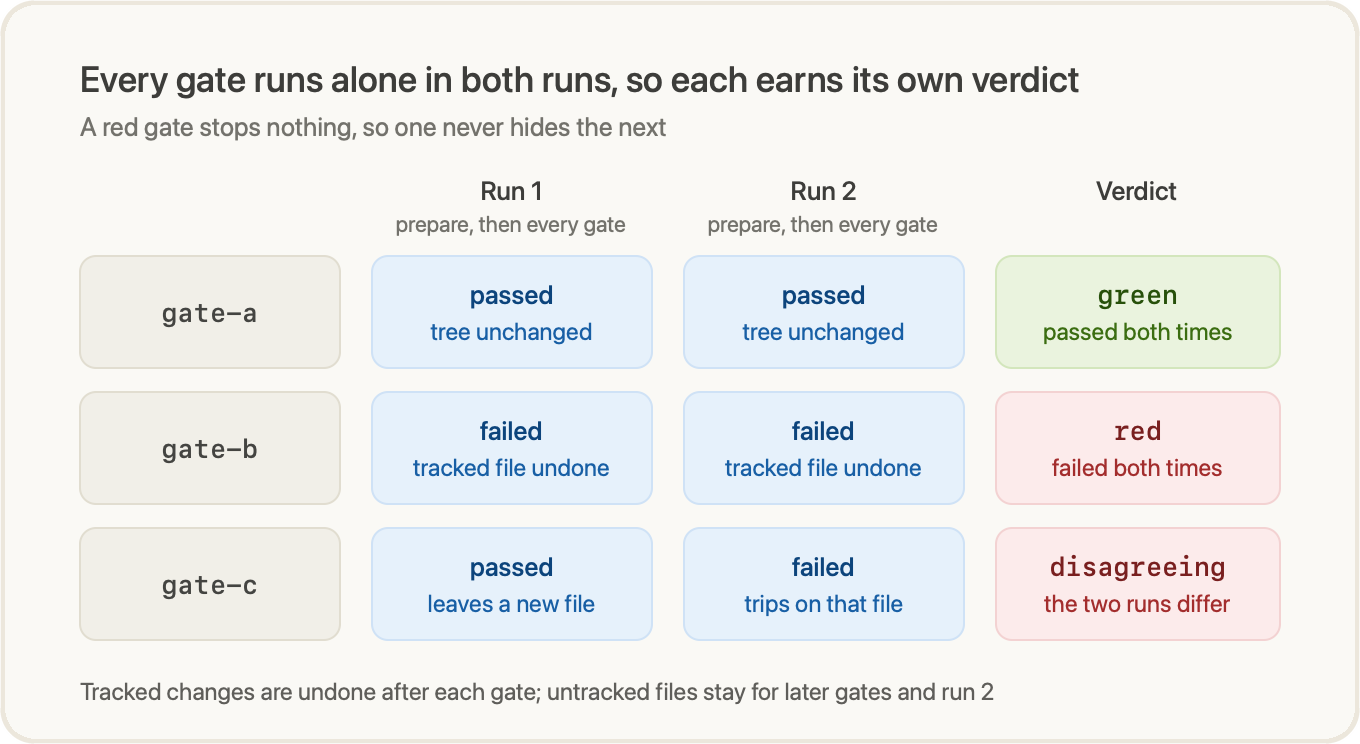 Every gate runs alone in both runs, so each earns its own verdict
A red gate stops nothing, so one never hides the next
Run 1
Run 2
Verdict
prepare, then every gate
prepare, then every gate
gate-a
passed
tree unchanged
passed
tree unchanged
green
passed both times
gate-b
failed
tracked file undone
failed
tracked file undone
red
failed both times
gate-c
passed
leaves a new file
failed
trips on that file
disagreeing
the two runs differ
Tracked changes are undone after each gate; untracked files stay for later gates and run 2